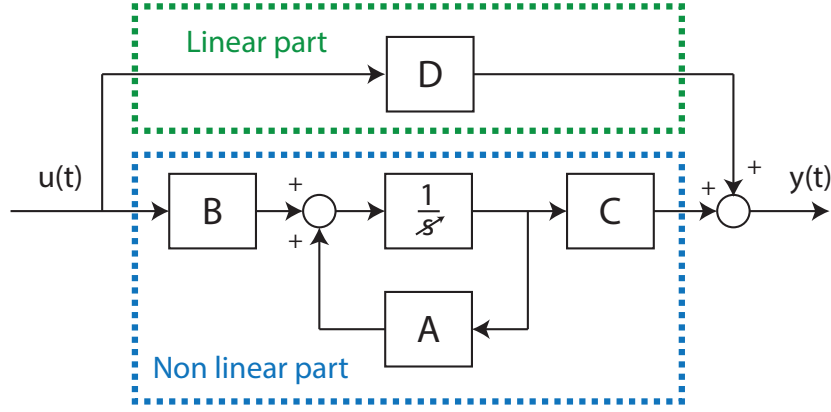 Linear part
D
u(t)
+
y(t)
B
+
+
1
s
C
+
A
Non linear part